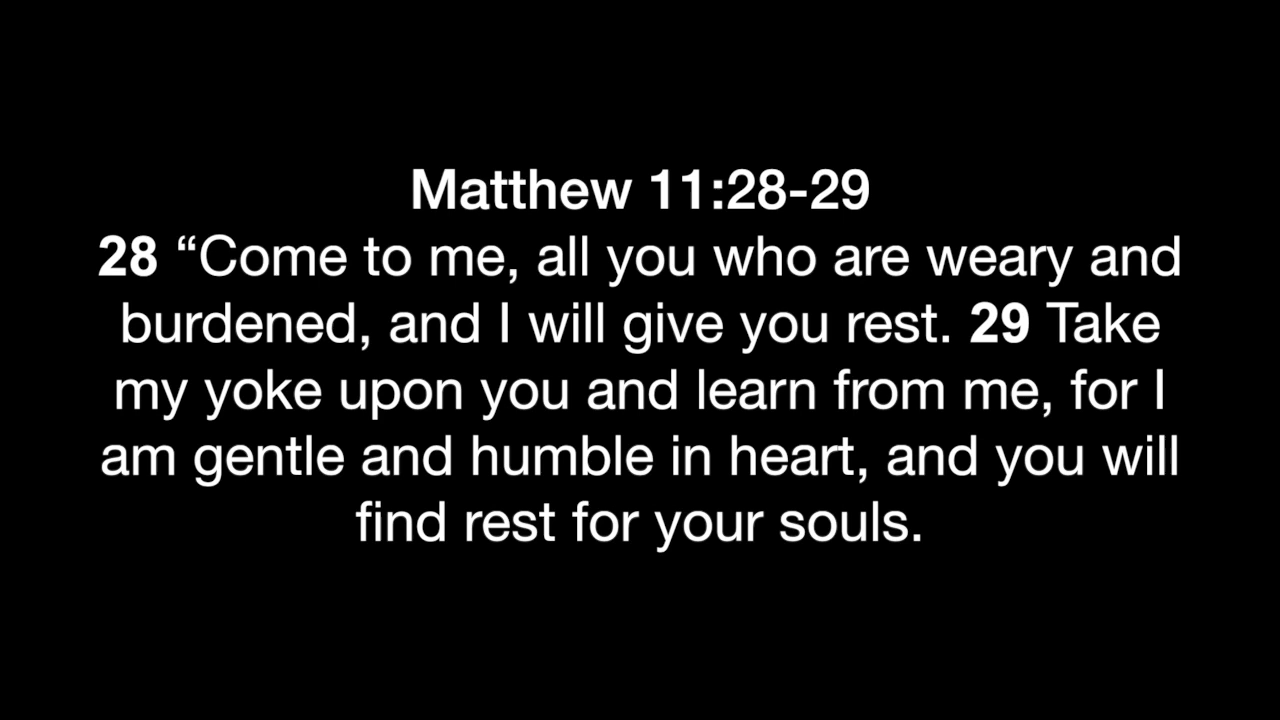 Matthew 11:28-29
28 “Come to me, all you who are weary and
burdened, and I will give you rest. 29 Take
my yoke upon you and learn from me, for I
am gentle and humble in heart, and you will
find rest for your souls.